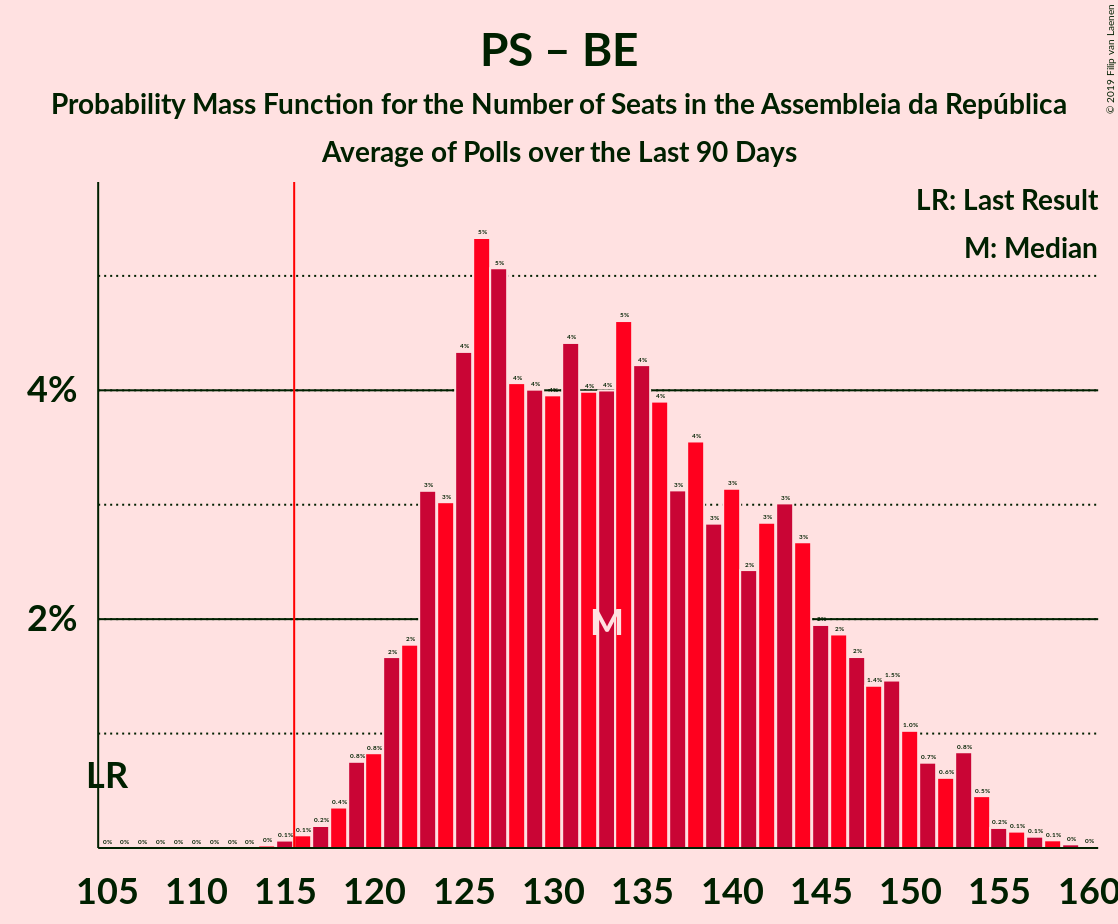 PS – BE
Probability Mass Function for the Number of Seats in the Assembleia da República
Average of Polls over the Last 90 Days
© 2019 Filip van Laenen
LR: Last Result
M: Median
5%
5%
5%
4% 4% 4%
4% 4% 4% 4% 4% 4% 4%
4%
4%
3% 3% 3% 3% 3% 3% 3% 3%
2%
M
2%
2% 2% 2% 2% 2%
1.4% 1.5%
1.0%
0.8% 0.8% 0.7% 0.6% 0.8%
LR
0.4% 0.5%
0% 0% 0% 0% 0% 0% 0% 0% 0% 0% 0.1% 0.1% 0.2% 0.2% 0.1% 0.1% 0.1% 0% 0%
105 110 115 120 125 130 135 140 145 150 155 160